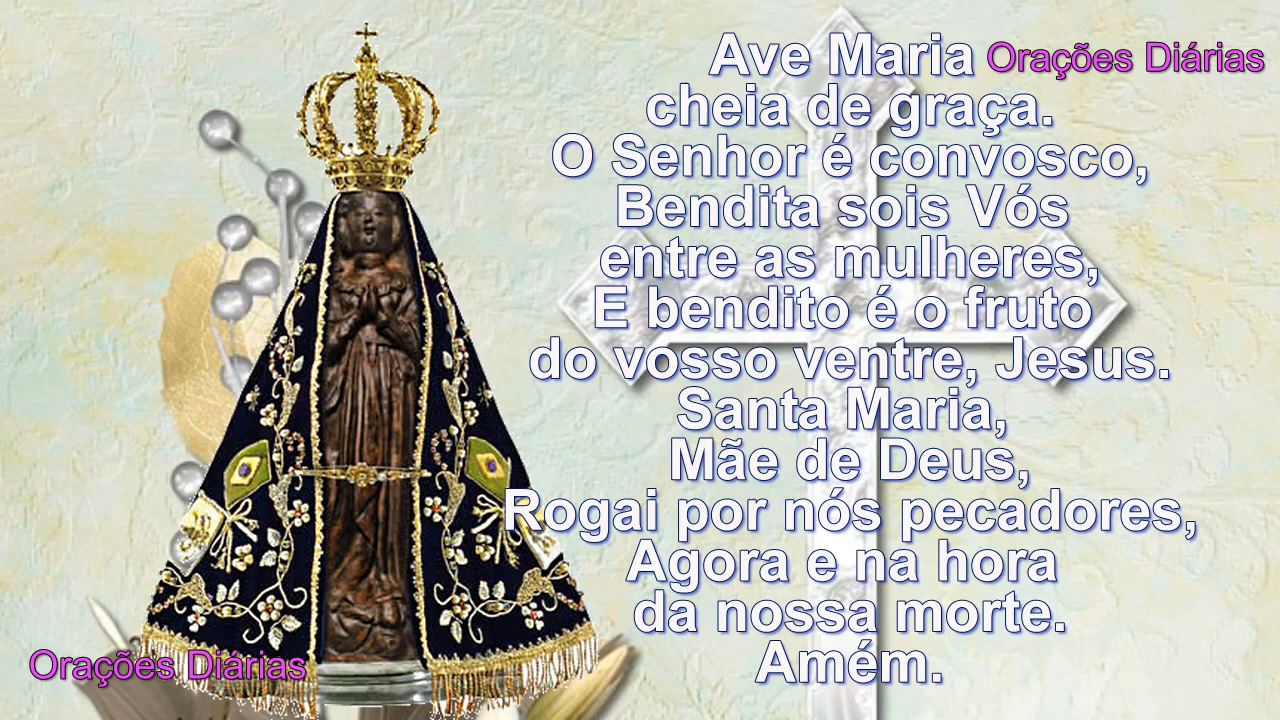 Ave Maria
Orações Diárias
cheia de graça.
O Senhor é convosco,
Bendita sois Vós
entre as mulheres,
E bendito é o fruto
do vosso ventre, Jesus.
Santa Maria,
Mãe de Deus,
Rogai por nós pecadores,
Agora e na hora
da nossa morte.
Amém.
Orações Diárias